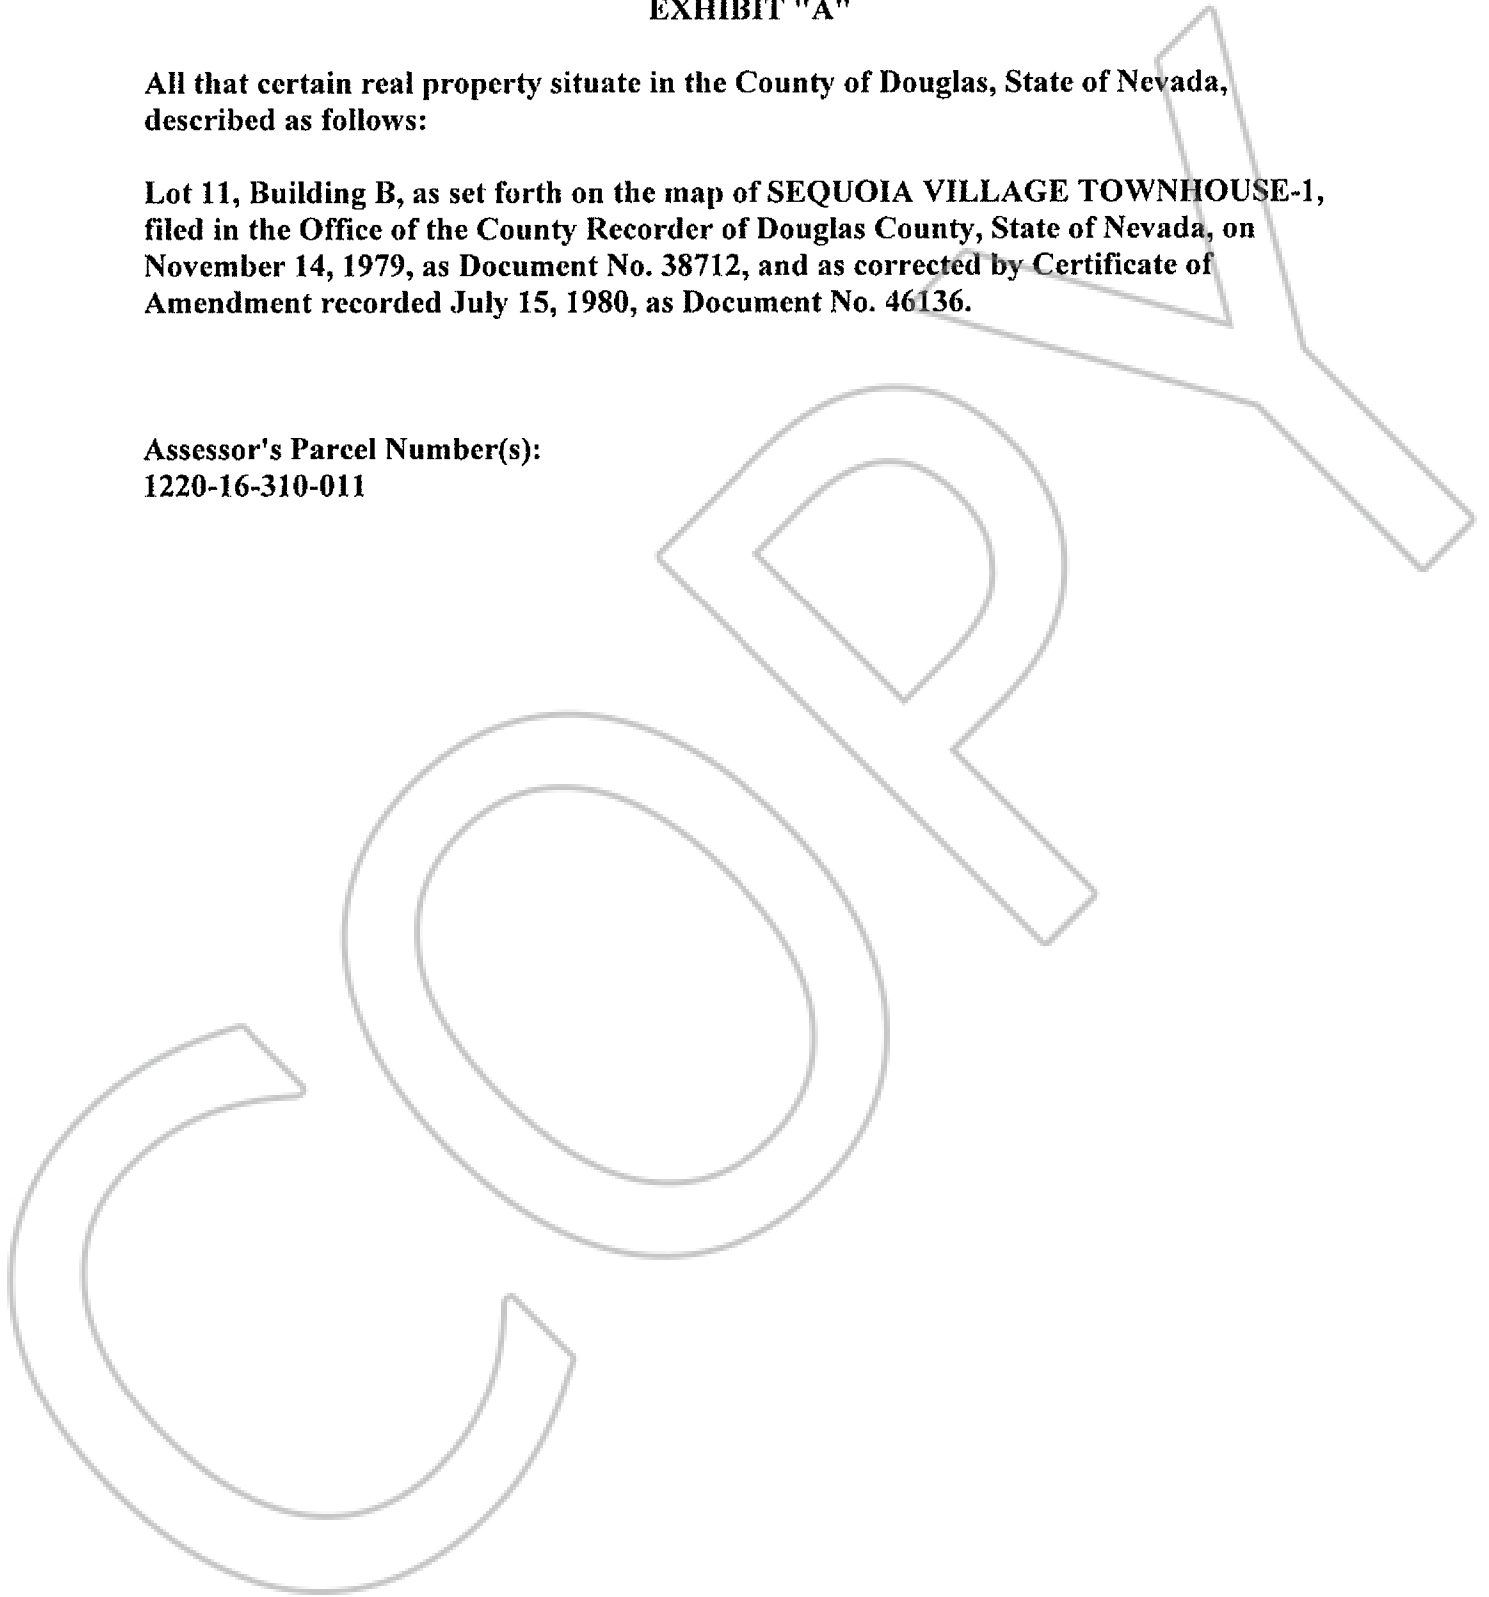 EXHIBIT "A"
All that certain real property situate in the County of Douglas, State of Nevada,
described as follows:
Lot 11, Building B, as set forth on the map of SEQUOIA VILLAGE TOWNHOUSE-1,
filed in the Office of the County Recorder of Douglas County, State of Nevada, on
November 14, 1979, as Document No. 38712, and as corrected by Certificate of
Amendment recorded July 15, 1980, as Document No. 46136.
Assessor's Parcel Number(s):
1220-16-310-011
COPY